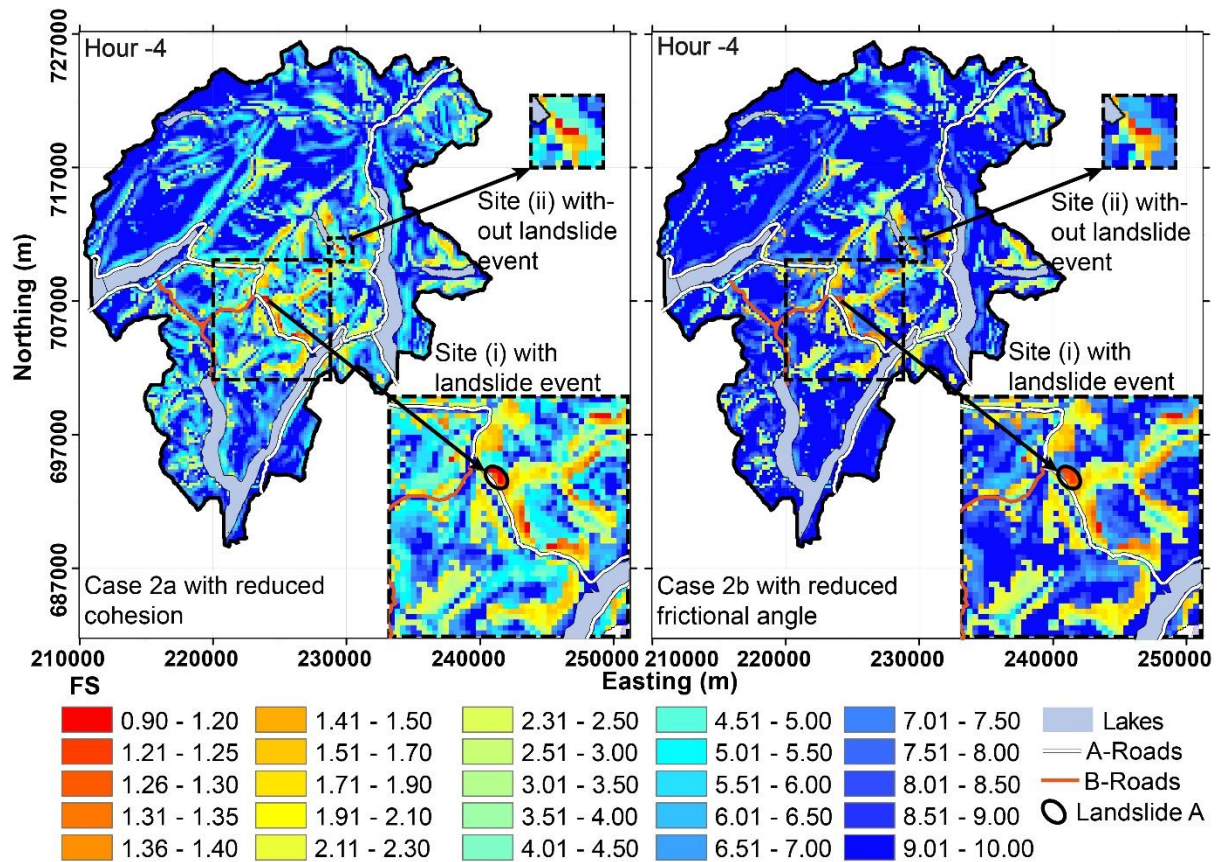 Hour -4
Site (ii) with-
out landslide
event
Site (i) with
landslide event
Case 2a with reduced
cohesion
Hour -4
Site (ii) with-
out landslide
event
Site (i) with
landslide event
Case 2b with reduced
frictional angle
Northing (m)
727000
717000
707000
697000
687000
210000 220000 230000 240000 250000
210000 220000 230000 240000 250000
Easting (m)
FS
0.90 - 1.20
1.21 - 1.25
1.26 - 1.30
1.31 - 1.35
1.36 - 1.40
1.41 - 1.50
1.51 - 1.70
1.71 - 1.90
1.91 - 2.10
2.11 - 2.30
2.31 - 2.50
2.51 - 3.00
3.01 - 3.50
3.51 - 4.00
4.01 - 4.50
4.51 - 5.00
5.01 - 5.50
5.51 - 6.00
6.01 - 6.50
6.51 - 7.00
7.01 - 7.50
7.51 - 8.00
8.01 - 8.50
8.51 - 9.00
9.01 - 10.00
Lakes
A-Roads
B-Roads
Landslide A